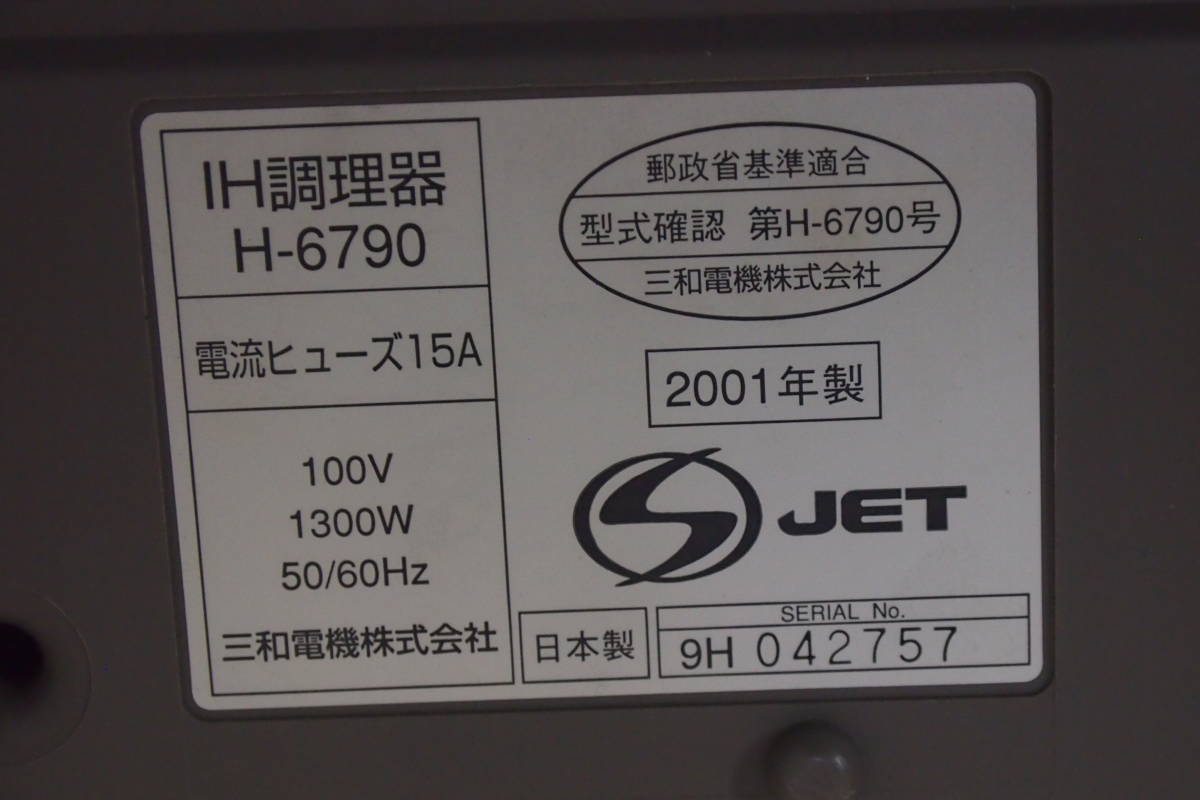 IH調理器
H-6790
電流ヒューズ15A
100V
1300W
50/60Hz
三和電機株式会社
郵政省基準適合
型式確認 第H-6790号
三和電機株式会社
2001年製
JET
日本製
SERIAL No.
9H 042757